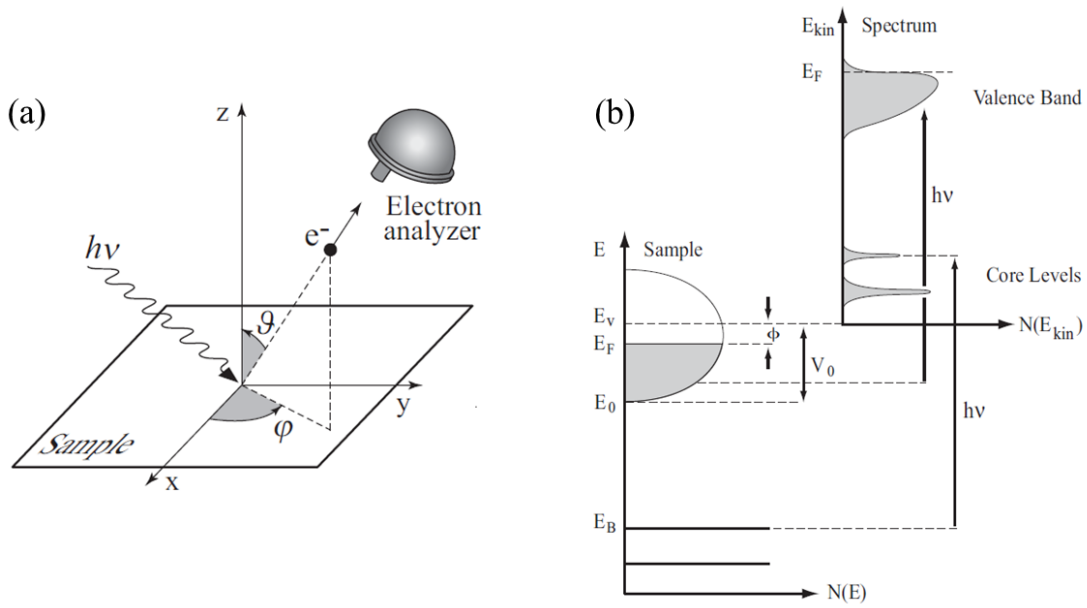 (a)
z
Electron
analyzer
e-
hν
ϑ
y
φ
Sample
x
(b)
Ekin
Spectrum
EF
Valence Band
hν
Core Levels
N(Ekin)
E
Sample
Ev
EF
ϕ
V0
E0
hν
EB
N(E)